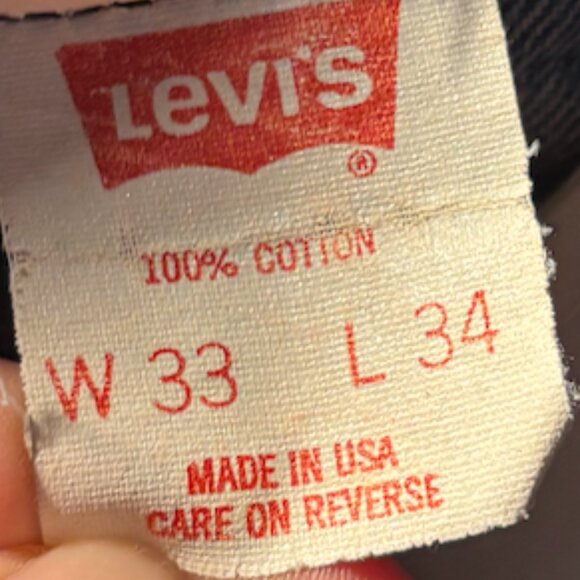 Levi's ®
100% COTTON
W 33 L 34
MADE IN USA
CARE ON REVERSE